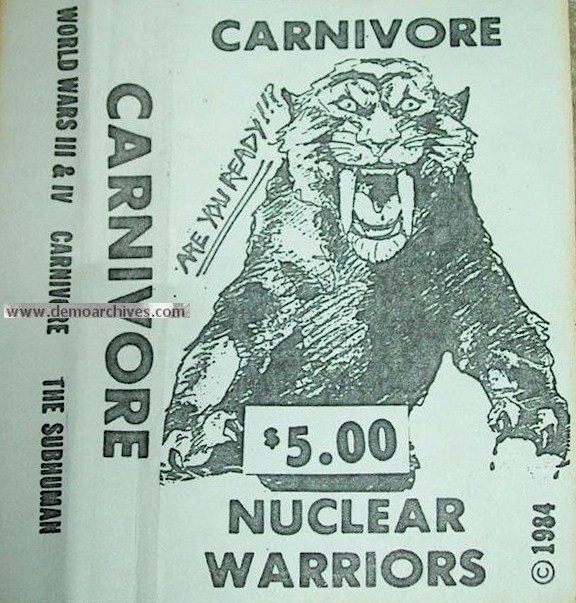 CARNIVORE
ARE YOU READY!!?
$5.00
NUCLEAR
WARRIORS
© 1984
CARNIVORE
WORLD WARS III & IV CARNIVORE THE SUBHUMAN
www.demoarchives.com